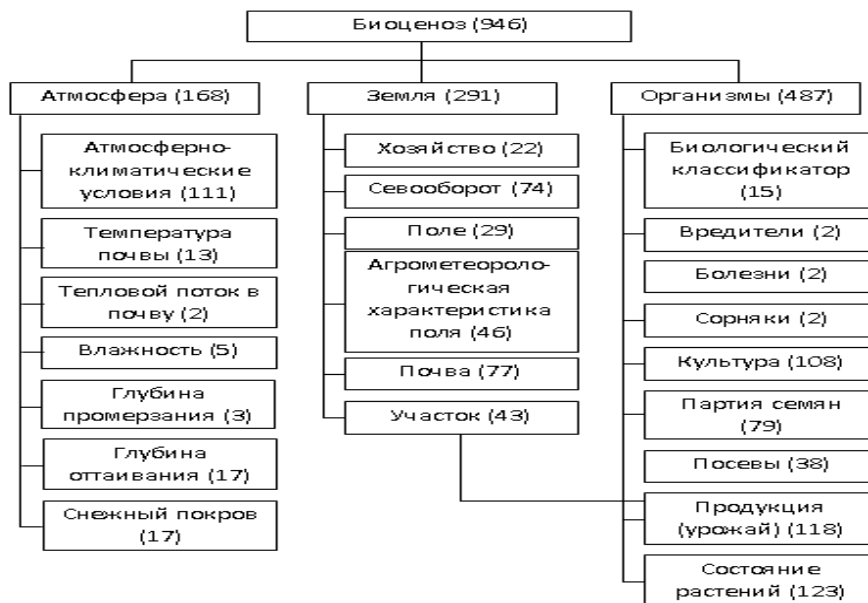 Биоценоз (946)
Атмосфера (168)
Атмосферно-
климатические
условия (111)
Температура
почвы (13)
Тепловой поток в
почву (2)
Влажность (5)
Глубина
промерзания (3)
Глубина
оттаивания (17)
Снежный покров
(17)
Земля (291)
Хозяйство (22)
Севооборот (74)
Поле (29)
Агрометеороло-
гическая
характеристика
поля (46)
Почва (77)
Участок (43)
Организмы (487)
Биологический
классификатор
(15)
Вредители (2)
Болезни (2)
Сорняки (2)
Культура (108)
Партия семян
(79)
Посевы (38)
Продукция
(урожай) (118)
Состояние
растений (123)